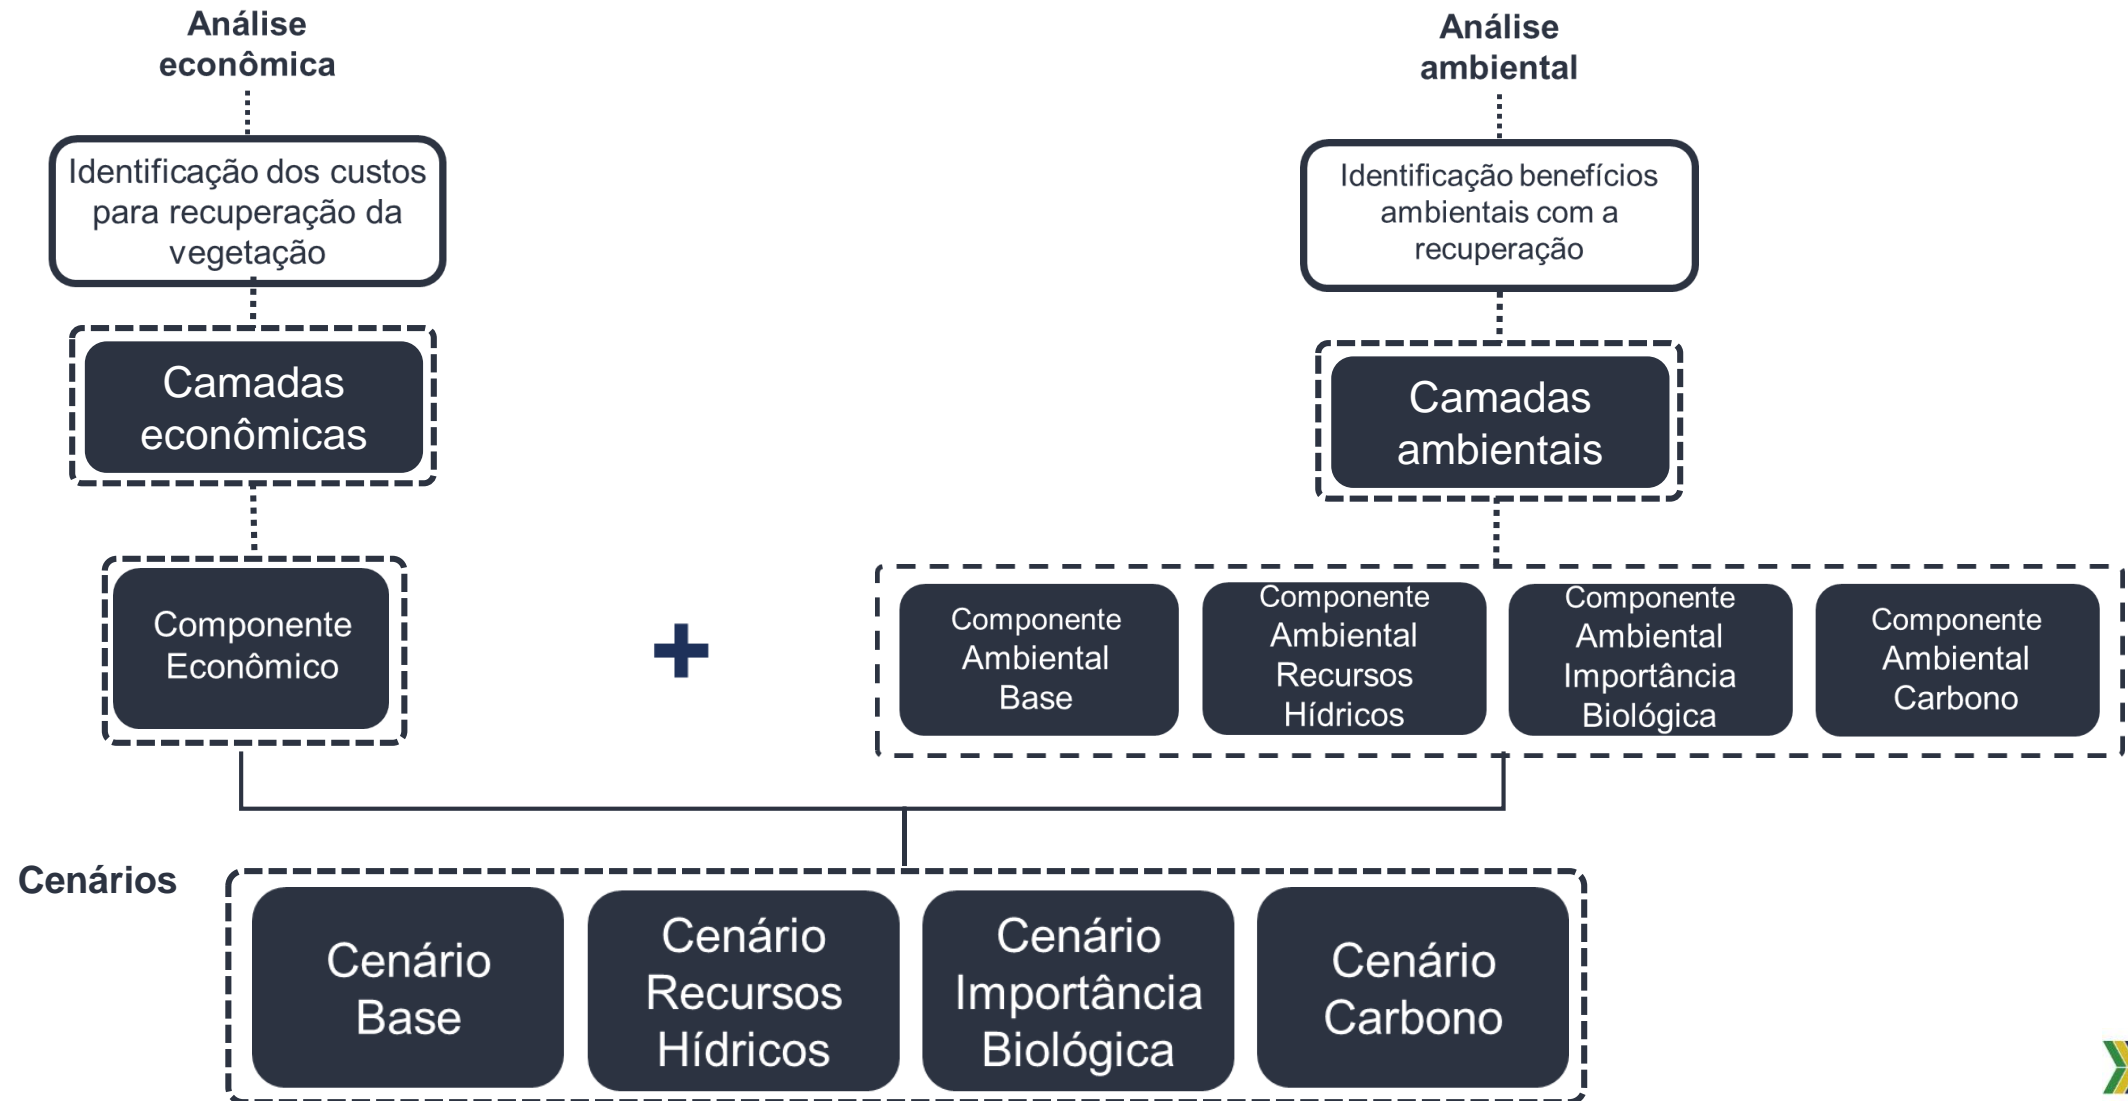 Análise
econômica
Identificação dos custos
para recuperação da
vegetação
Camadas
econômicas
Componente
Econômico
Análise
ambiental
Identificação benefícios
ambientais com a
recuperação
Camadas
ambientais
Componente
Ambiental
Base
Componente
Ambiental
Recursos
Hídricos
Componente
Ambiental
Importância
Biológica
Componente
Ambiental
Carbono
Cenários
Cenário
Base
Cenário
Recursos
Hídricos
Cenário
Importância
Biológica
Cenário
Carbono